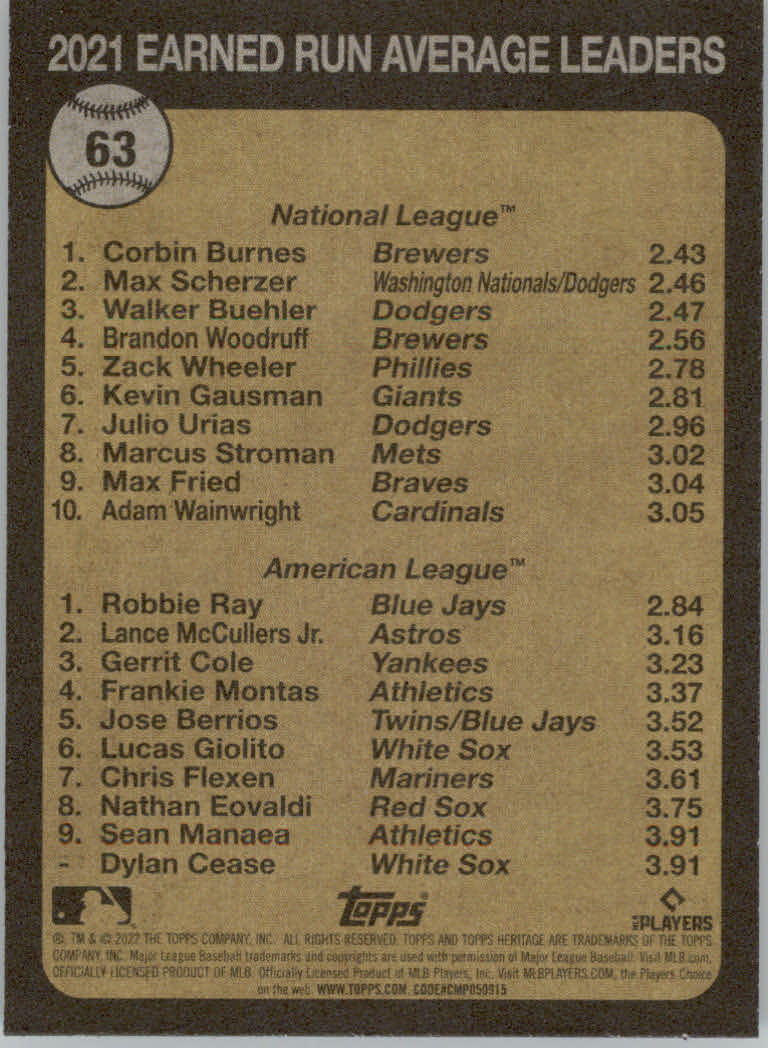 2021 EARNED RUN AVERAGE LEADERS
63
National League™
1. Corbin Burnes Brewers 2.43
2. Max Scherzer Washington Nationals/Dodgers 2.46
3. Walker Buehler Dodgers 2.47
4. Brandon Woodruff Brewers 2.56
5. Zack Wheeler Phillies 2.78
6. Kevin Gausman Giants 2.81
7. Julio Urias Dodgers 2.96
8. Marcus Stroman Mets 3.02
9. Max Fried Braves 3.04
10. Adam Wainwright Cardinals 3.05
American League™
1. Robbie Ray Blue Jays 2.84
2. Lance McCullers Jr. Astros 3.16
3. Gerrit Cole Yankees 3.23
4. Frankie Montas Athletics 3.37
5. Jose Berrios Twins/Blue Jays 3.52
6. Lucas Giolito White Sox 3.53
7. Chris Flexen Mariners 3.61
8. Nathan Eovaldi Red Sox 3.75
9. Sean Manaea Athletics 3.91
- Dylan Cease White Sox 3.91
Topps
MLB PLAYERS
®, TM & © 2022 THE TOPPS COMPANY, INC. ALL RIGHTS RESERVED. TOPPS AND TOPPS HERITAGE ARE TRADEMARKS OF THE TOPPS
COMPANY, INC. Major League Baseball trademarks and copyrights are used with permission of Major League Baseball. Visit MLB.com.
OFFICIALLY LICENSED PRODUCT OF MLB. Officially Licensed Product of MLB Players, Inc. Visit MLBPLAYERS.COM, the Players Choice
on the web. WWW.TOPPS.COM. CODE#CMP050915